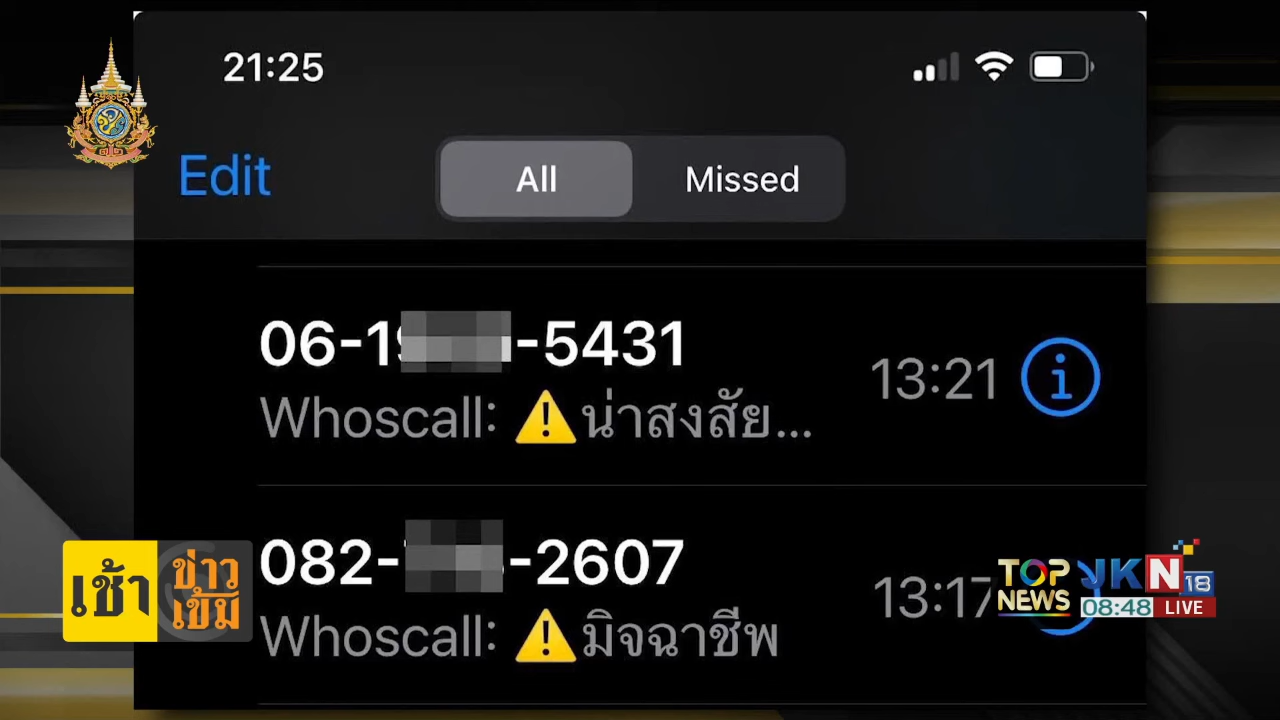 21:25
Edit
All
Missed
06-19 -5431
13:21
Whoscall: ⚠️น่าสงสัย...
082- -2607
13:17
Whoscall: ⚠️มิจฉาชีพ
เช้า
ข่าว
เข้ม
TOP
NEWS
JKN
18
08:48 LIVE